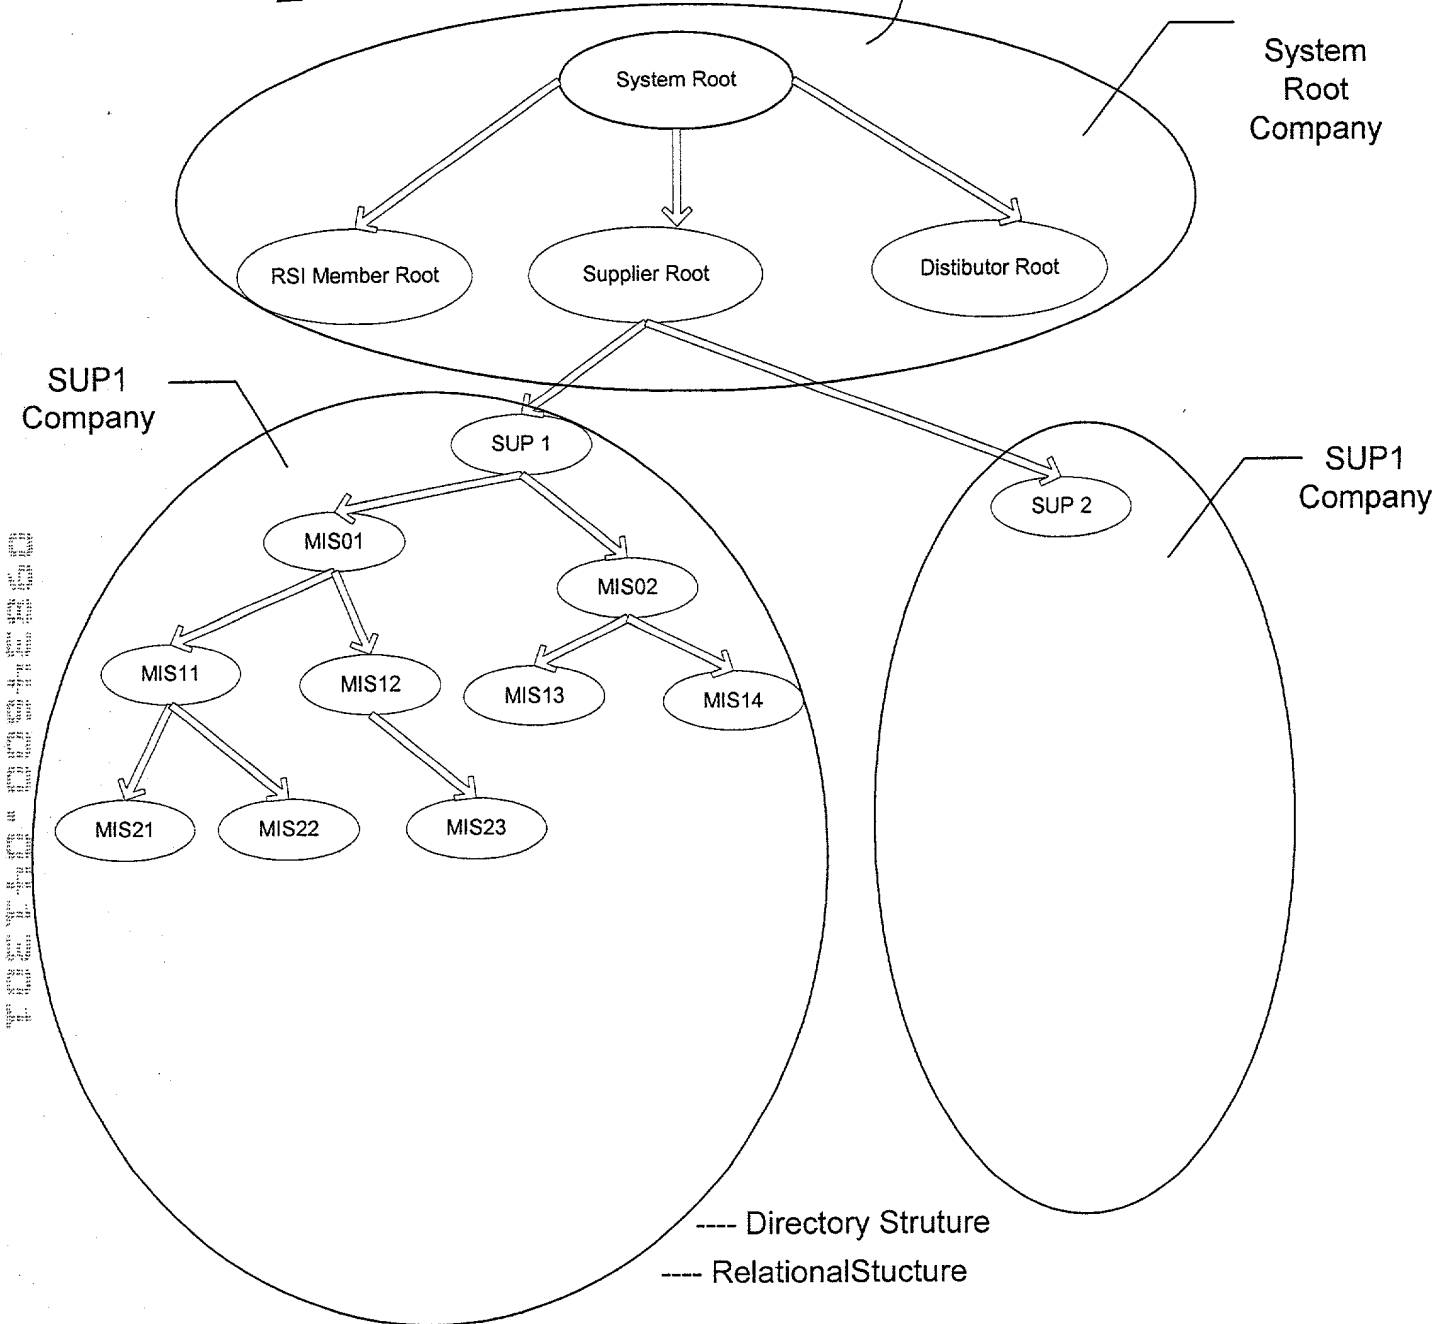 System Root
System
Root
Company
RSI Member Root
Supplier Root
Distibutor Root
SUP1
Company
SUP 1
SUP1
Company
SUP 2
MIS01
MIS02
MIS11
MIS12
MIS13
MIS14
MIS21
MIS22
MIS23
---- Directory Struture
---- RelationalStucture